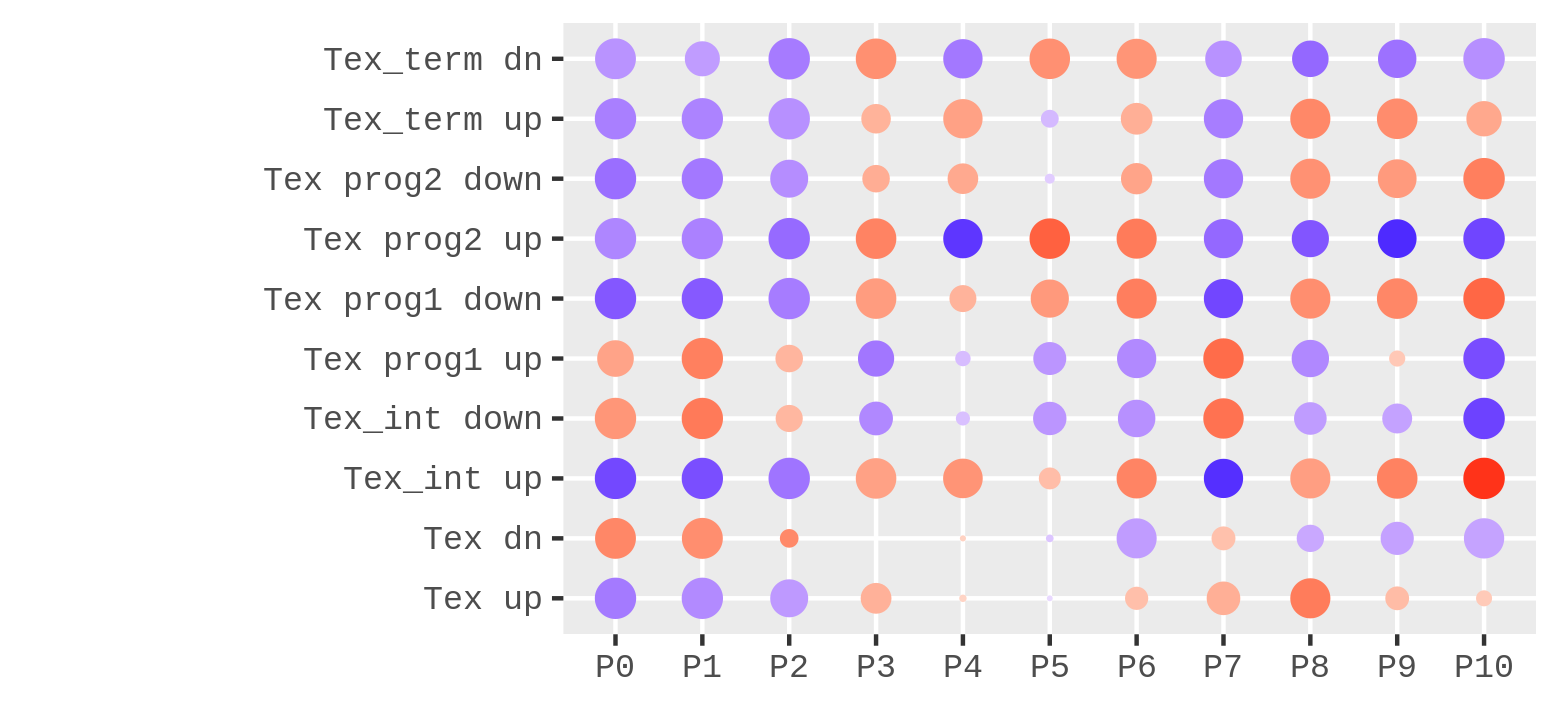 Tex_term dn
Tex_term up
Tex prog2 down
Tex prog2 up
Tex prog1 down
Tex prog1 up
Tex_int down
Tex_int up
Tex dn
Tex up
P0 P1 P2 P3 P4 P5 P6 P7 P8 P9 P10